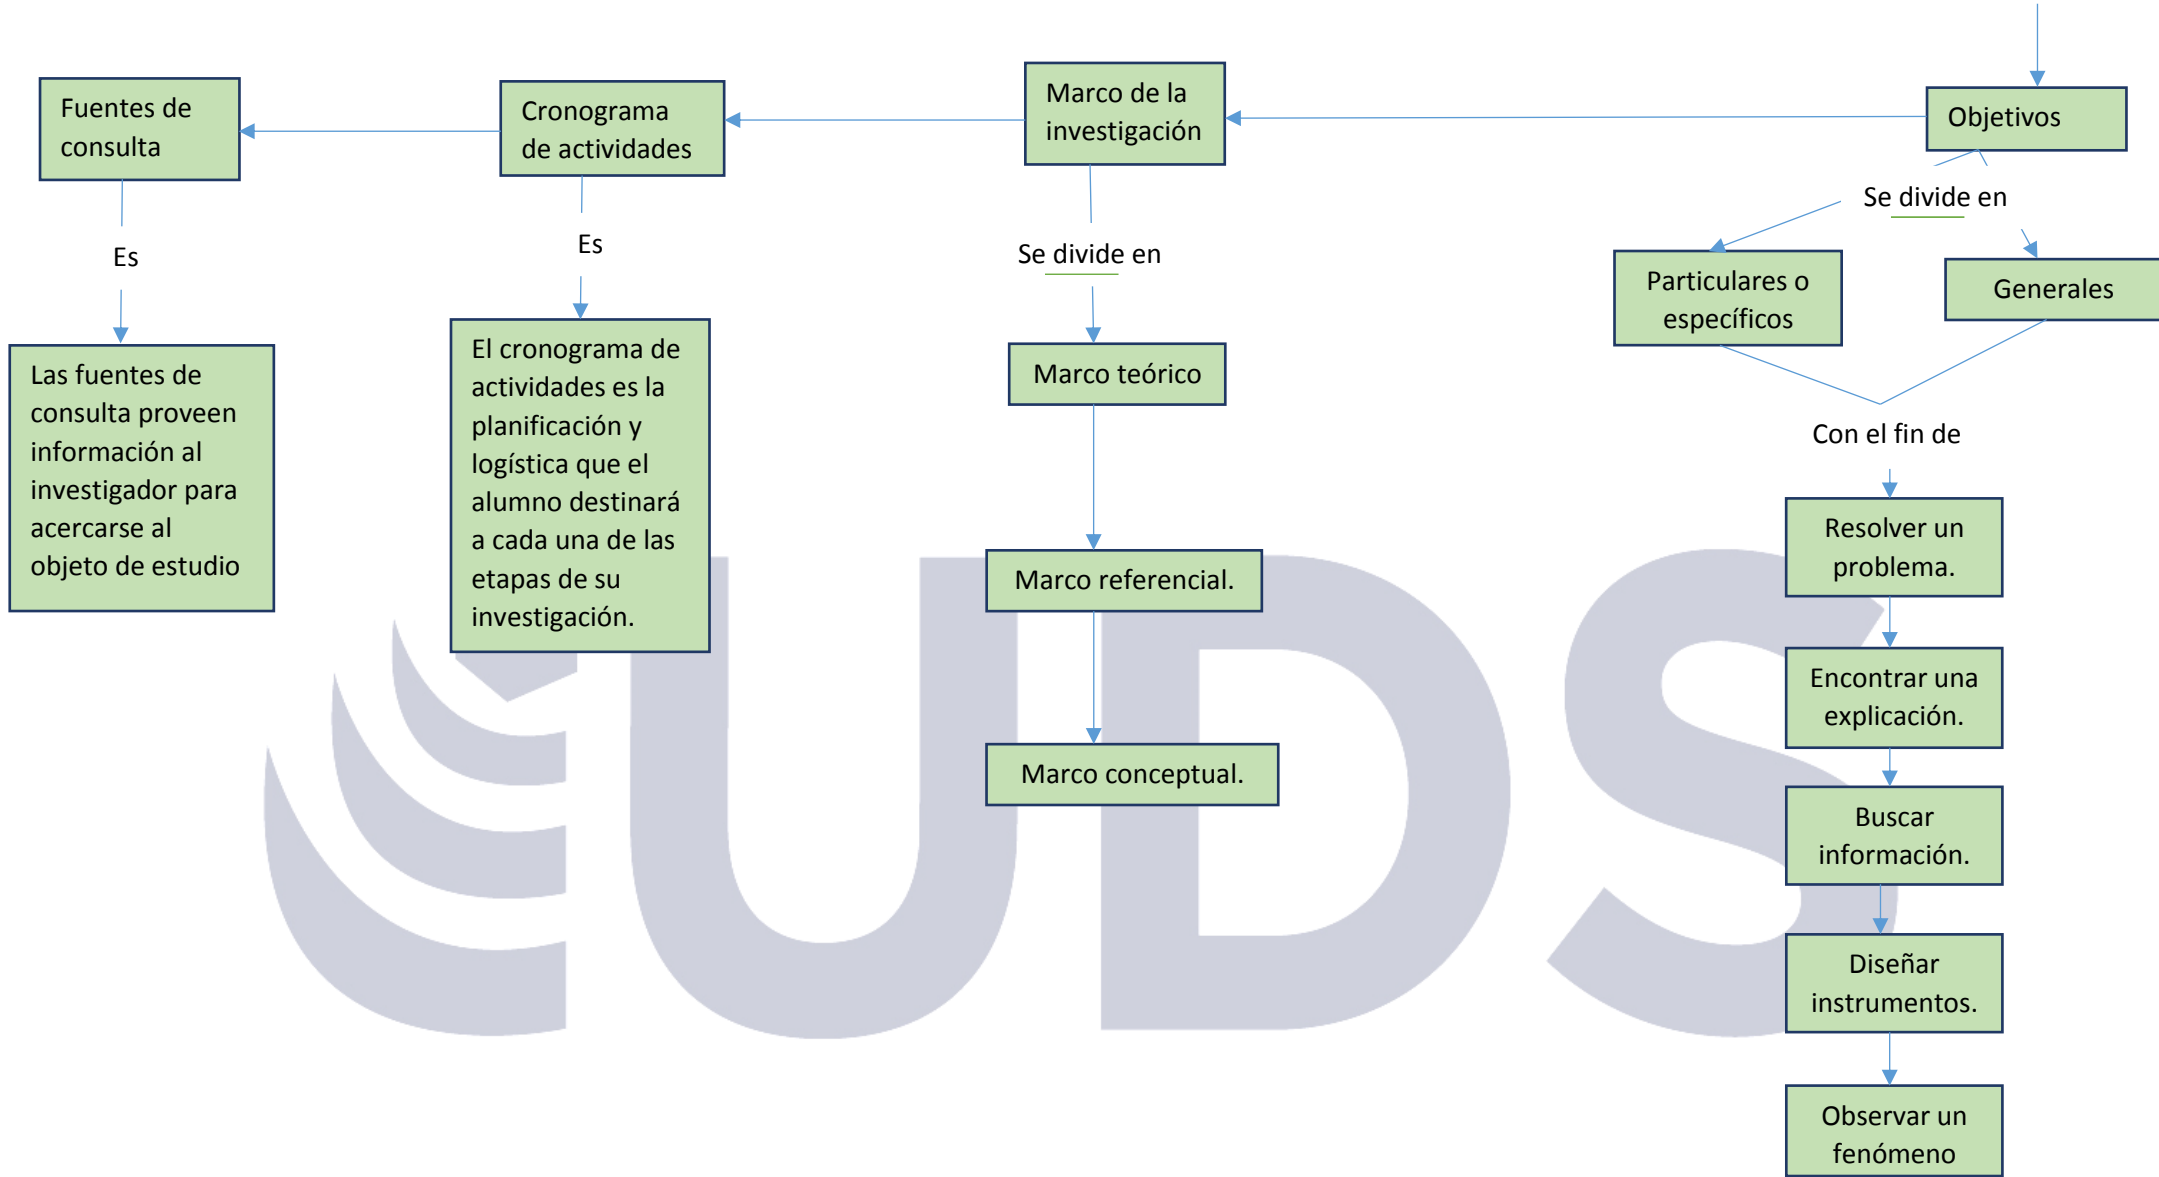 Fuentes de
consulta
Cronograma
de actividades
Marco de la
investigación
Objetivos
Es
Es
Se divide en
Se divide en
Las fuentes de
consulta proveen
información al
investigador para
acercarse al
objeto de estudio
El cronograma de
actividades es la
planificación y
logística que el
alumno destinará
a cada una de las
etapas de su
investigación.
Marco teórico
Marco referencial.
Marco conceptual.
Particulares o
específicos
Generales
Con el fin de
Resolver un
problema.
Encontrar una
explicación.
Buscar
información.
Diseñar
instrumentos.
Observar un
fenómeno
UDS